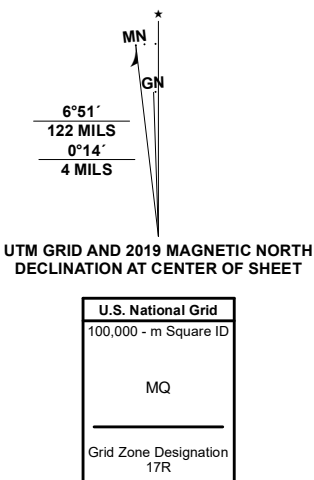 ★
MN
GN
6°51´
122 MILS
0°14´
4 MILS
UTM GRID AND 2019 MAGNETIC NORTH
DECLINATION AT CENTER OF SHEET
U.S. National Grid
100,000 - m Square ID
MQ
Grid Zone Designation
17R